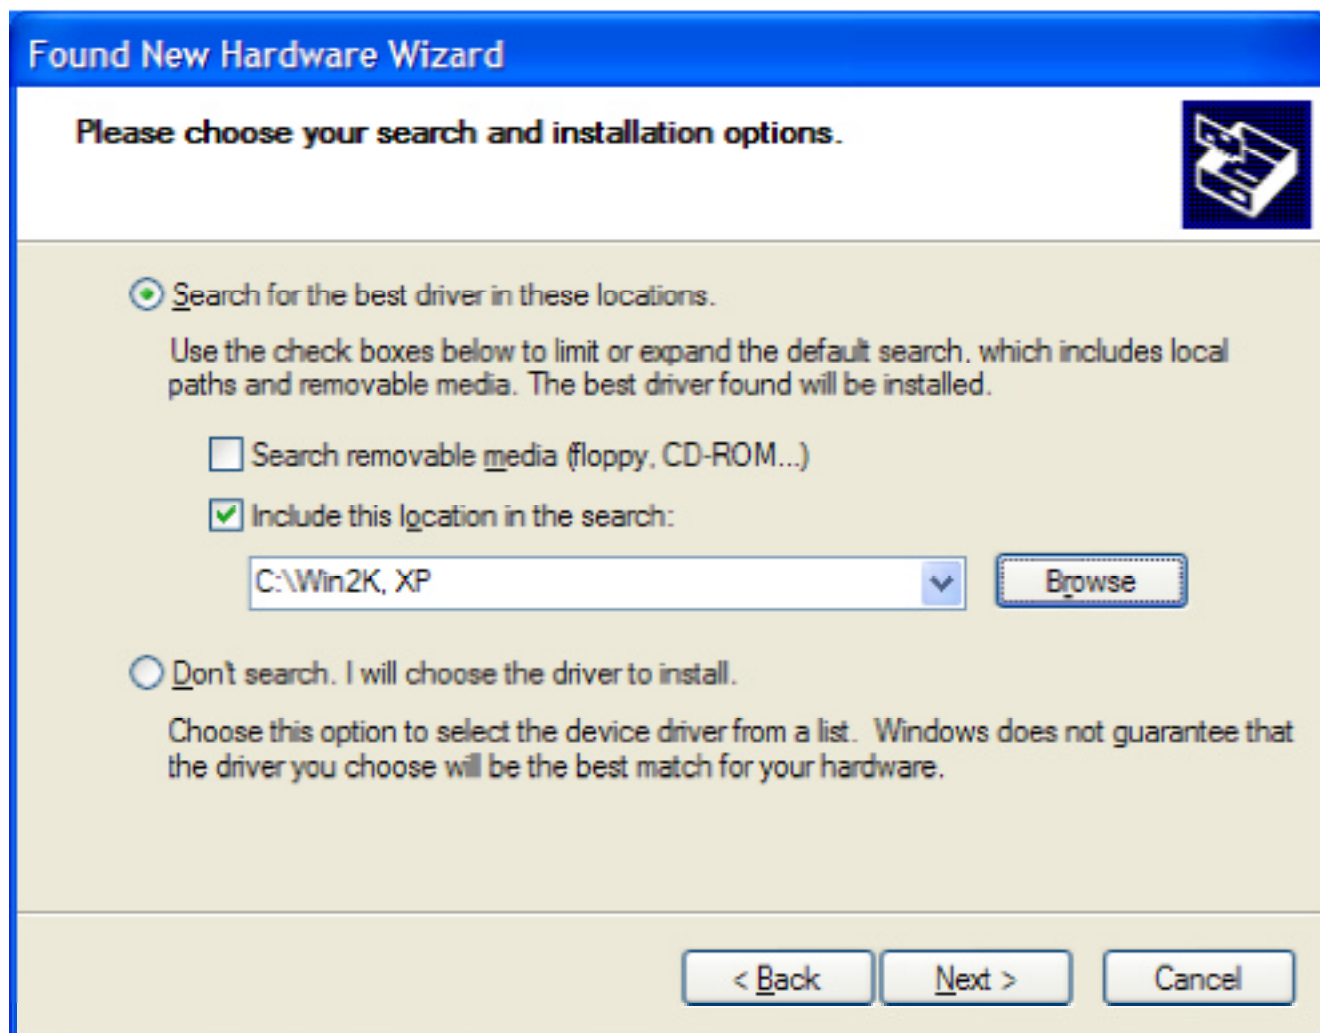 Found New Hardware Wizard
Please choose your search and installation options.
Search for the best driver in these locations.
Use the check boxes below to limit or expand the default search, which includes local
paths and removable media. The best driver found will be installed.
Search removable media (floppy, CD-ROM...)
Include this location in the search:
C:\Win2K, XP
Browse
Don't search. I will choose the driver to install.
Choose this option to select the device driver from a list.  Windows does not guarantee that
the driver you choose will be the best match for your hardware.
< Back
Next >
Cancel